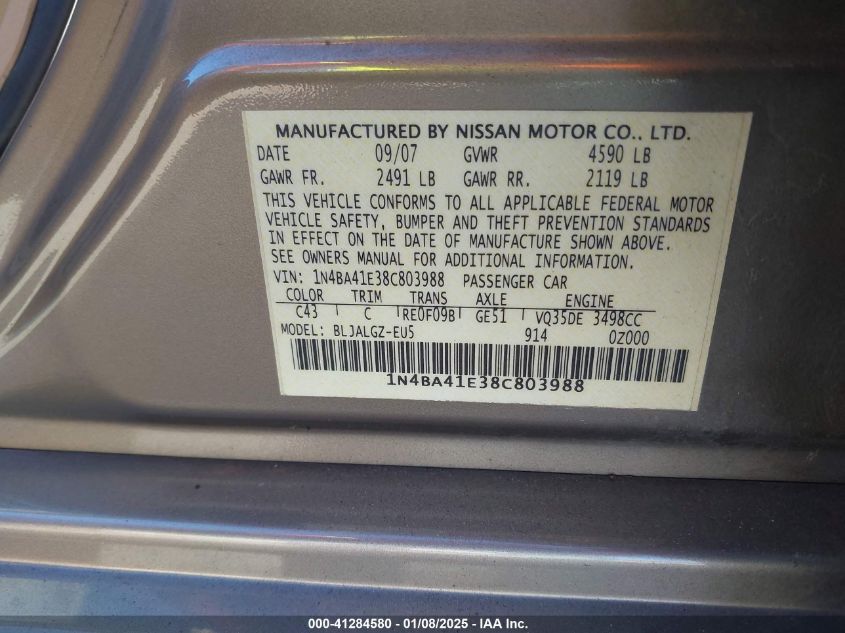 MANUFACTURED BY NISSAN MOTOR CO., LTD.
DATE 09/07 GVWR 4590 LB
GAWR FR. 2491 LB GAWR RR. 2119 LB
THIS VEHICLE CONFORMS TO ALL APPLICABLE FEDERAL MOTOR
VEHICLE SAFETY, BUMPER AND THEFT PREVENTION STANDARDS
IN EFFECT ON THE DATE OF MANUFACTURE SHOWN ABOVE.
SEE OWNERS MANUAL FOR ADDITIONAL INFORMATION.
VIN: 1N4BA41E38C803988 PASSENGER CAR
COLOR TRIM TRANS AXLE ENGINE
C43 C RE0F09B GE51 VQ35DE 3498CC
MODEL: BLJALGZ-EU5 914 0Z000
1N4BA41E38C803988
000-41284580 - 01/08/2025 - © IAA Holdings, LLC.